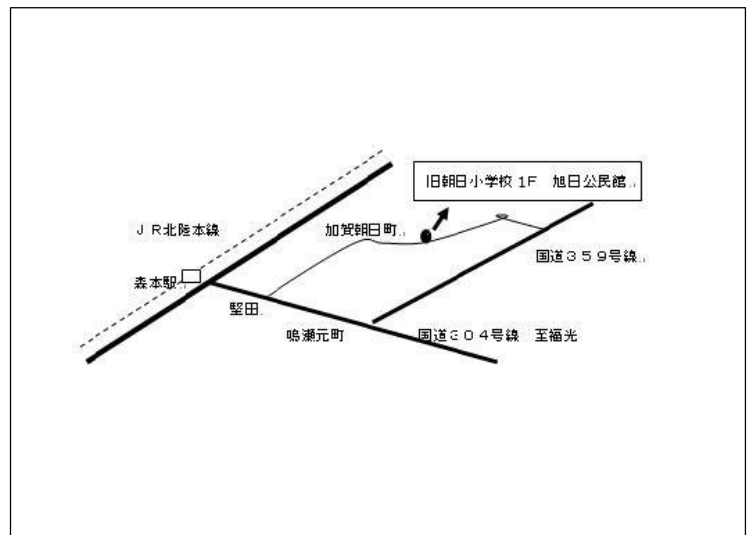 旧朝日小学校１Ｆ　旭日公民館
ＪＲ北陸本線
加賀朝日町
国道３５９号線
森本駅
堅田
鳴瀬元町
国道３０４号線　至福光